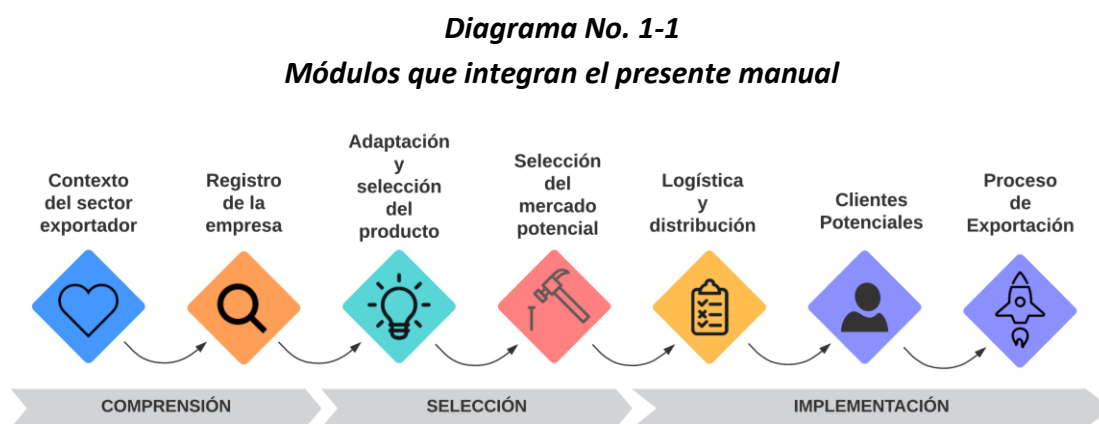 Diagrama No. 1-1
Módulos que integran el presente manual
Contexto
del sector
exportador
Registro
de la
empresa
Adaptación
y
selección
del
producto
Selección
del
mercado
potencial
Logística
y
distribución
Clientes
Potenciales
Proceso
de
Exportación
COMPRENSIÓN
SELECCIÓN
IMPLEMENTACIÓN